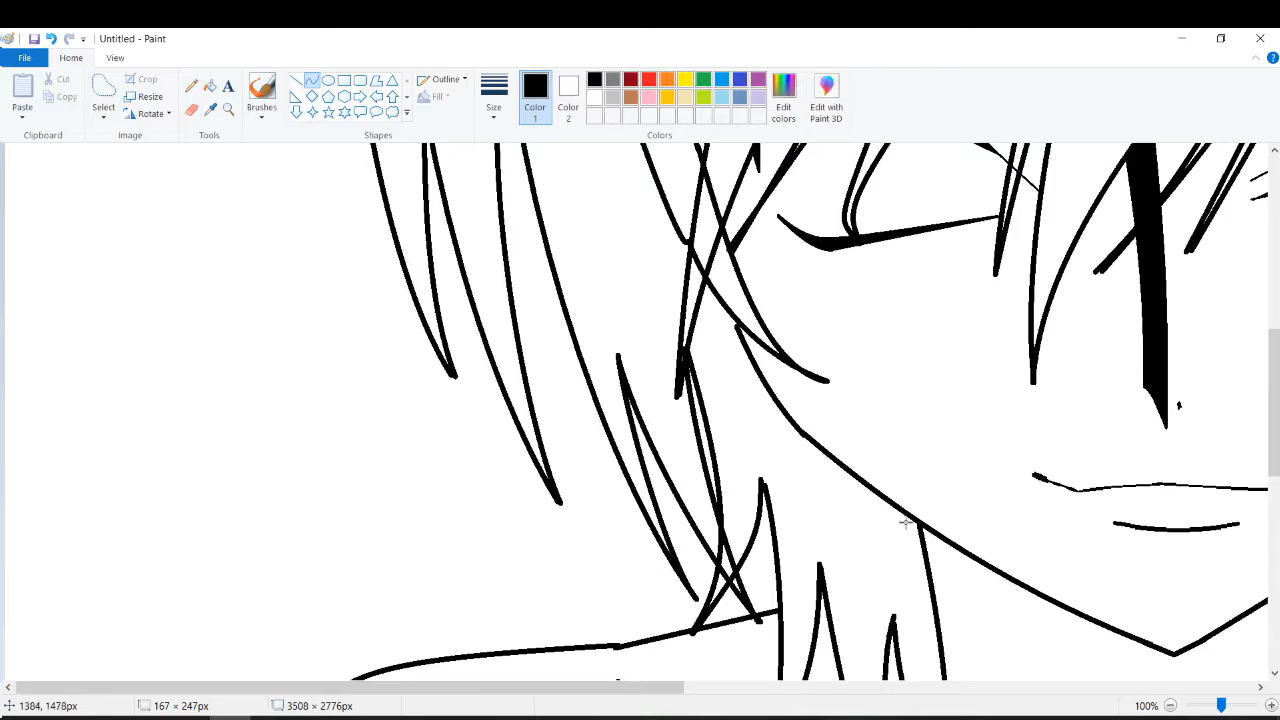 Untitled - Paint
File Home View
Paste
Cut
Copy
Clipboard
Select
Crop
Resize
Rotate
Image
A
Tools
Brushes
Outline
Fill
Shapes
Size
Color 1
Color 2
Edit colors
Edit with Paint 3D
Colors
1384, 1478px 167 × 247px 3508 × 2776px 100%